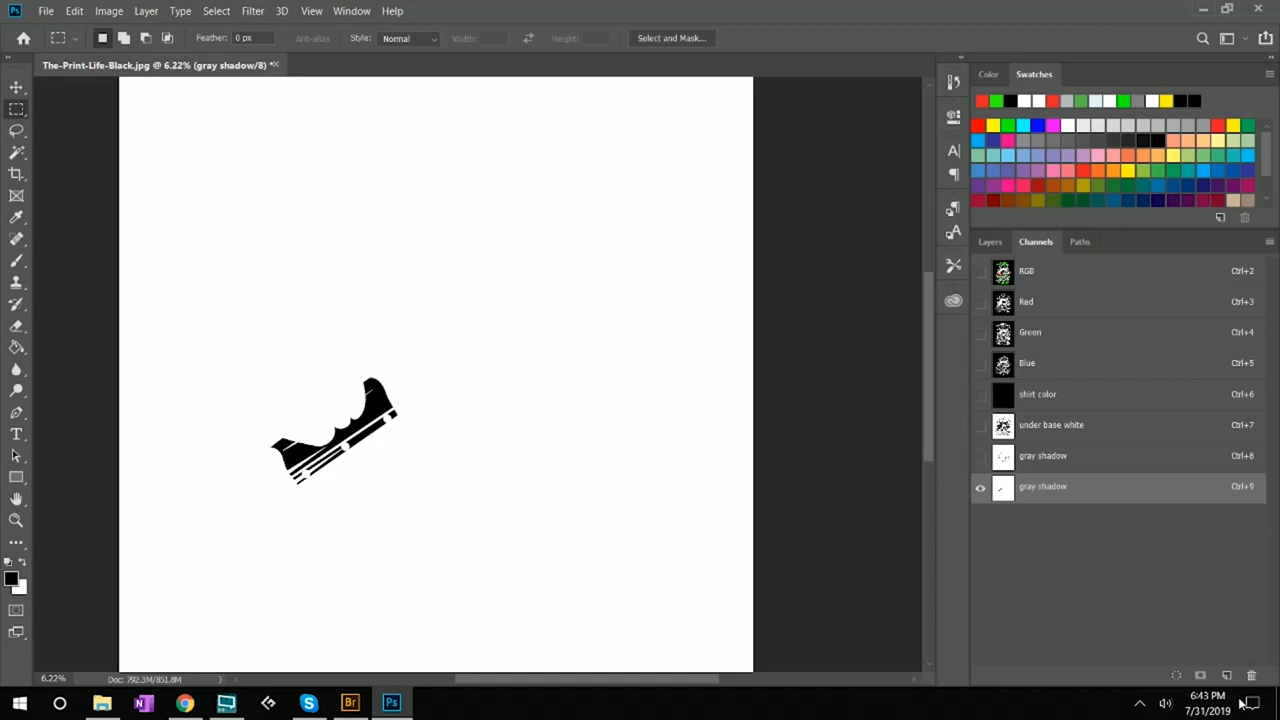 Ps File Edit Image Layer Type Select Filter 3D View Window Help
Feather: 0 px Anti-alias Style: Normal Width: Height: Select and Mask...
The-Print-Life-Black.jpg @ 6.22% (gray shadow/8) *
Color Swatches
Layers Channels Paths
RGB Ctrl+2
Red Ctrl+3
Green Ctrl+4
Blue Ctrl+5
shirt color Ctrl+6
under base white Ctrl+7
gray shadow Ctrl+8
gray shadow Ctrl+9
6.22% Doc: 792.3M/851.8M
Br Ps
6:43 PM
7/31/2019